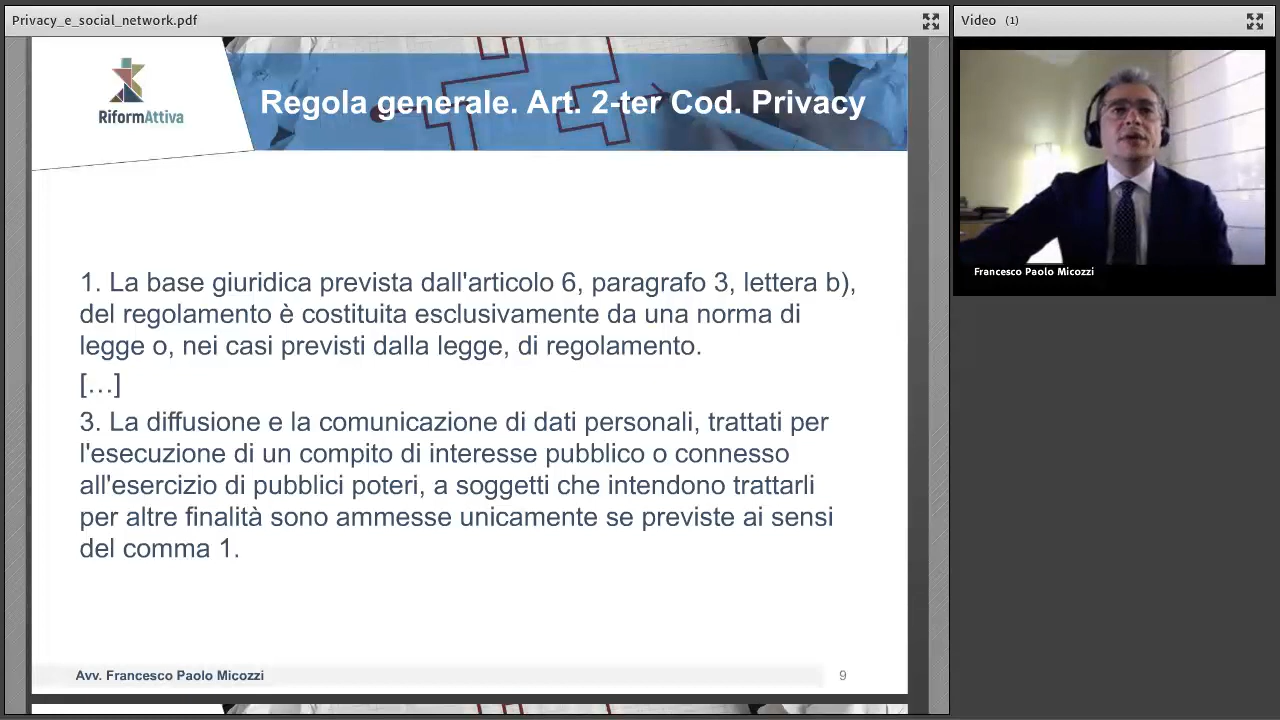 Privacy_e_social_network.pdf
Video (1)
RiformAttiva
Regola generale. Art. 2-ter Cod. Privacy
1. La base giuridica prevista dall'articolo 6, paragrafo 3, lettera b),
del regolamento è costituita esclusivamente da una norma di
legge o, nei casi previsti dalla legge, di regolamento.
[…]
3. La diffusione e la comunicazione di dati personali, trattati per
l'esecuzione di un compito di interesse pubblico o connesso
all'esercizio di pubblici poteri, a soggetti che intendono trattarli
per altre finalità sono ammesse unicamente se previste ai sensi
del comma 1.
Avv. Francesco Paolo Micozzi
9
Francesco Paolo Micozzi